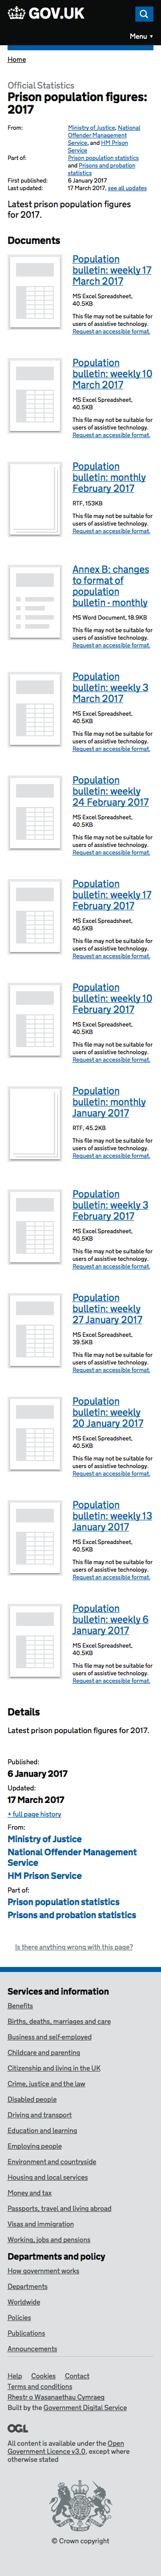 GOV.UK
Menu
Home
Official Statistics
Prison population figures:
2017
From:
Ministry of Justice, National
Offender Management
Service, and HM Prison
Service
Part of:
Prison population statistics
and Prisons and probation
statistics
First published:
6 January 2017
Last updated:
17 March 2017, see all updates
Latest prison population figures
for 2017.
Documents
Population
bulletin: weekly 17
March 2017
MS Excel Spreadsheet,
40.5KB
This file may not be suitable for
users of assistive technology.
Request an accessible format.
Population
bulletin: weekly 10
March 2017
MS Excel Spreadsheet,
40.5KB
This file may not be suitable for
users of assistive technology.
Request an accessible format.
Population
bulletin: monthly
February 2017
RTF, 153KB
This file may not be suitable for
users of assistive technology.
Request an accessible format.
Annex B: changes
to format of
population
bulletin - monthly
MS Word Document, 18.9KB
This file may not be suitable for
users of assistive technology.
Request an accessible format.
Population
bulletin: weekly 3
March 2017
MS Excel Spreadsheet,
40.5KB
This file may not be suitable for
users of assistive technology.
Request an accessible format.
Population
bulletin: weekly
24 February 2017
MS Excel Spreadsheet,
40.5KB
This file may not be suitable for
users of assistive technology.
Request an accessible format.
Population
bulletin: weekly 17
February 2017
MS Excel Spreadsheet,
40.5KB
This file may not be suitable for
users of assistive technology.
Request an accessible format.
Population
bulletin: weekly 10
February 2017
MS Excel Spreadsheet,
40.5KB
This file may not be suitable for
users of assistive technology.
Request an accessible format.
Population
bulletin: monthly
January 2017
RTF, 45.2KB
This file may not be suitable for
users of assistive technology.
Request an accessible format.
Population
bulletin: weekly 3
February 2017
MS Excel Spreadsheet,
40.5KB
This file may not be suitable for
users of assistive technology.
Request an accessible format.
Population
bulletin: weekly
27 January 2017
MS Excel Spreadsheet,
39.5KB
This file may not be suitable for
users of assistive technology.
Request an accessible format.
Population
bulletin: weekly
20 January 2017
MS Excel Spreadsheet,
40.5KB
This file may not be suitable for
users of assistive technology.
Request an accessible format.
Population
bulletin: weekly 13
January 2017
MS Excel Spreadsheet,
40.5KB
This file may not be suitable for
users of assistive technology.
Request an accessible format.
Population
bulletin: weekly 6
January 2017
MS Excel Spreadsheet,
40.5KB
This file may not be suitable for
users of assistive technology.
Request an accessible format.
Details
Latest prison population figures for 2017.
Published:
6 January 2017
Updated:
17 March 2017
+ full page history
From:
Ministry of Justice
National Offender Management
Service
HM Prison Service
Part of:
Prison population statistics
Prisons and probation statistics
Is there anything wrong with this page?
Services and information
Benefits
Births, deaths, marriages and care
Business and self-employed
Childcare and parenting
Citizenship and living in the UK
Crime, justice and the law
Disabled people
Driving and transport
Education and learning
Employing people
Environment and countryside
Housing and local services
Money and tax
Passports, travel and living abroad
Visas and immigration
Working, jobs and pensions
Departments and policy
How government works
Departments
Worldwide
Policies
Publications
Announcements
Help Cookies Contact
Terms and conditions
Rhestr o Wasanaethau Cymraeg
Built by the Government Digital Service
OGL
All content is available under the Open
Government Licence v3.0, except where
otherwise stated
© Crown copyright